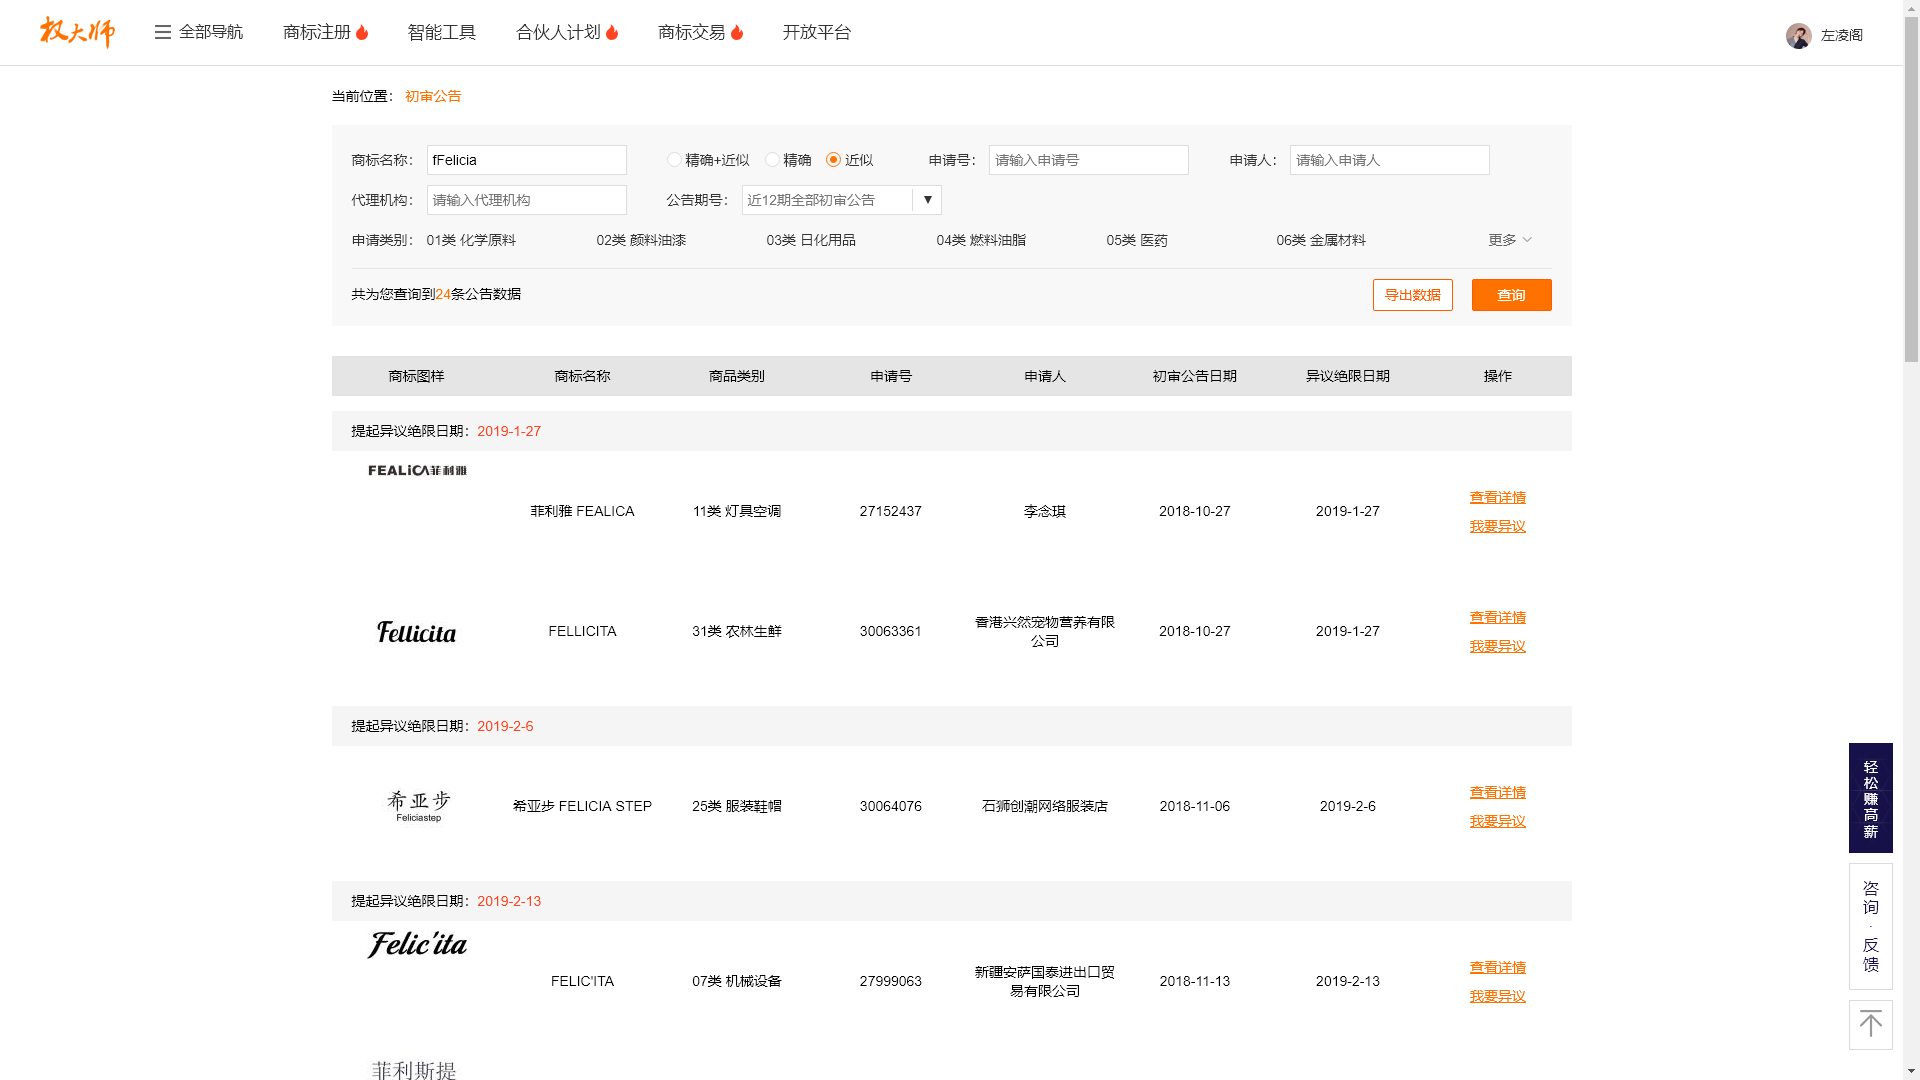 权大师 全部导航 商标注册 智能工具 合伙人计划 商标交易 开放平台 左凌阁
当前位置： 初审公告
商标名称： fFelicia 精确+近似 精确 近似 申请号： 请输入申请号 申请人： 请输入申请人
代理机构： 请输入代理机构 公告期号： 近12期全部初审公告 ▼
申请类别： 01类 化学原料 02类 颜料油漆 03类 日化用品 04类 燃料油脂 05类 医药 06类 金属材料 更多
共为您查询到24条公告数据 导出数据 查询
商标图样 商标名称 商品类别 申请号 申请人 初审公告日期 异议绝限日期 操作
提起异议绝限日期：2019-1-27
FEALiCA菲利雅
菲利雅 FEALICA 11类 灯具空调 27152437 李念琪 2018-10-27 2019-1-27 查看详情
我要异议
Fellicita FELLICITA 31类 农林生鲜 30063361 香港兴然宠物营养有限
公司 2018-10-27 2019-1-27 查看详情
我要异议
提起异议绝限日期：2019-2-6
希亚步
Feliciastep
希亚步 FELICIA STEP 25类 服装鞋帽 30064076 石狮创潮网络服装店 2018-11-06 2019-2-6 查看详情
我要异议
提起异议绝限日期：2019-2-13
Felic'ita
FELIC'ITA 07类 机械设备 27999063 新疆安萨国泰进出口贸
易有限公司 2018-11-13 2019-2-13 查看详情
我要异议
菲利斯提
轻松赚高薪
咨询·反馈